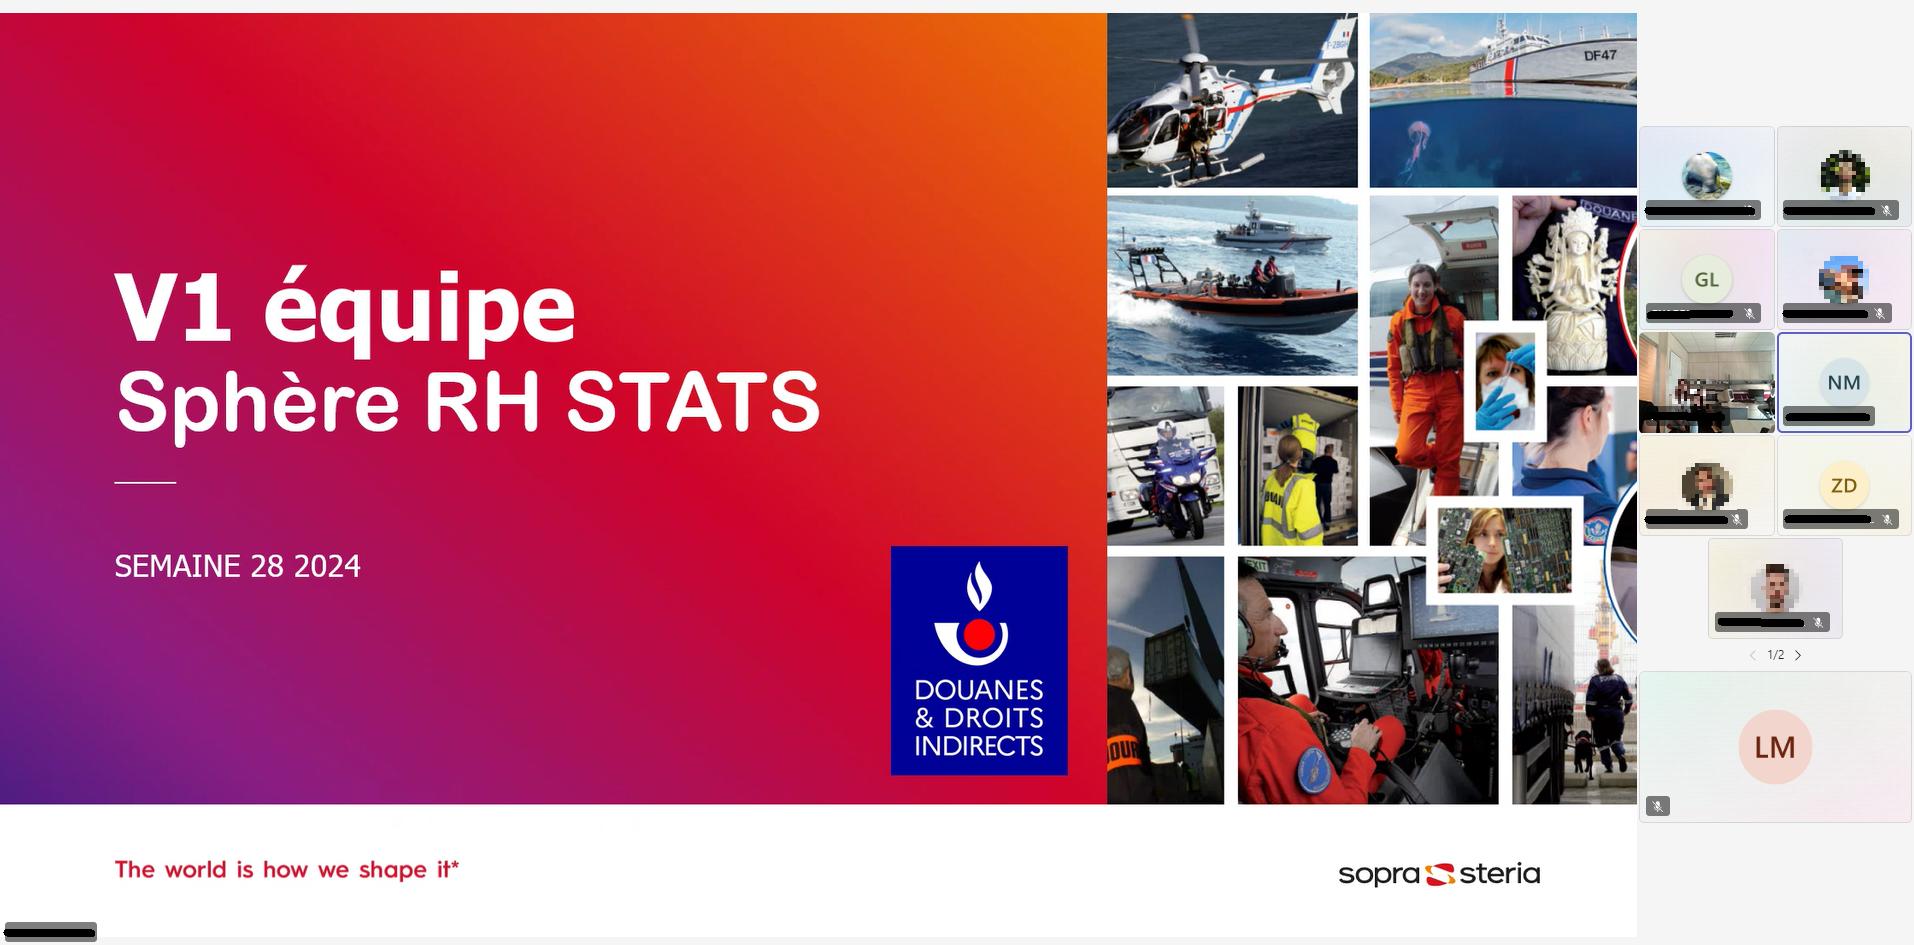 V1 équipe
Sphère RH STATS
SEMAINE 28 2024
DOUANES
& DROITS
INDIRECTS
The world is how we shape it*
sopra steria
DF47
DOUANE
GL
NM
ZD
1/2
LM